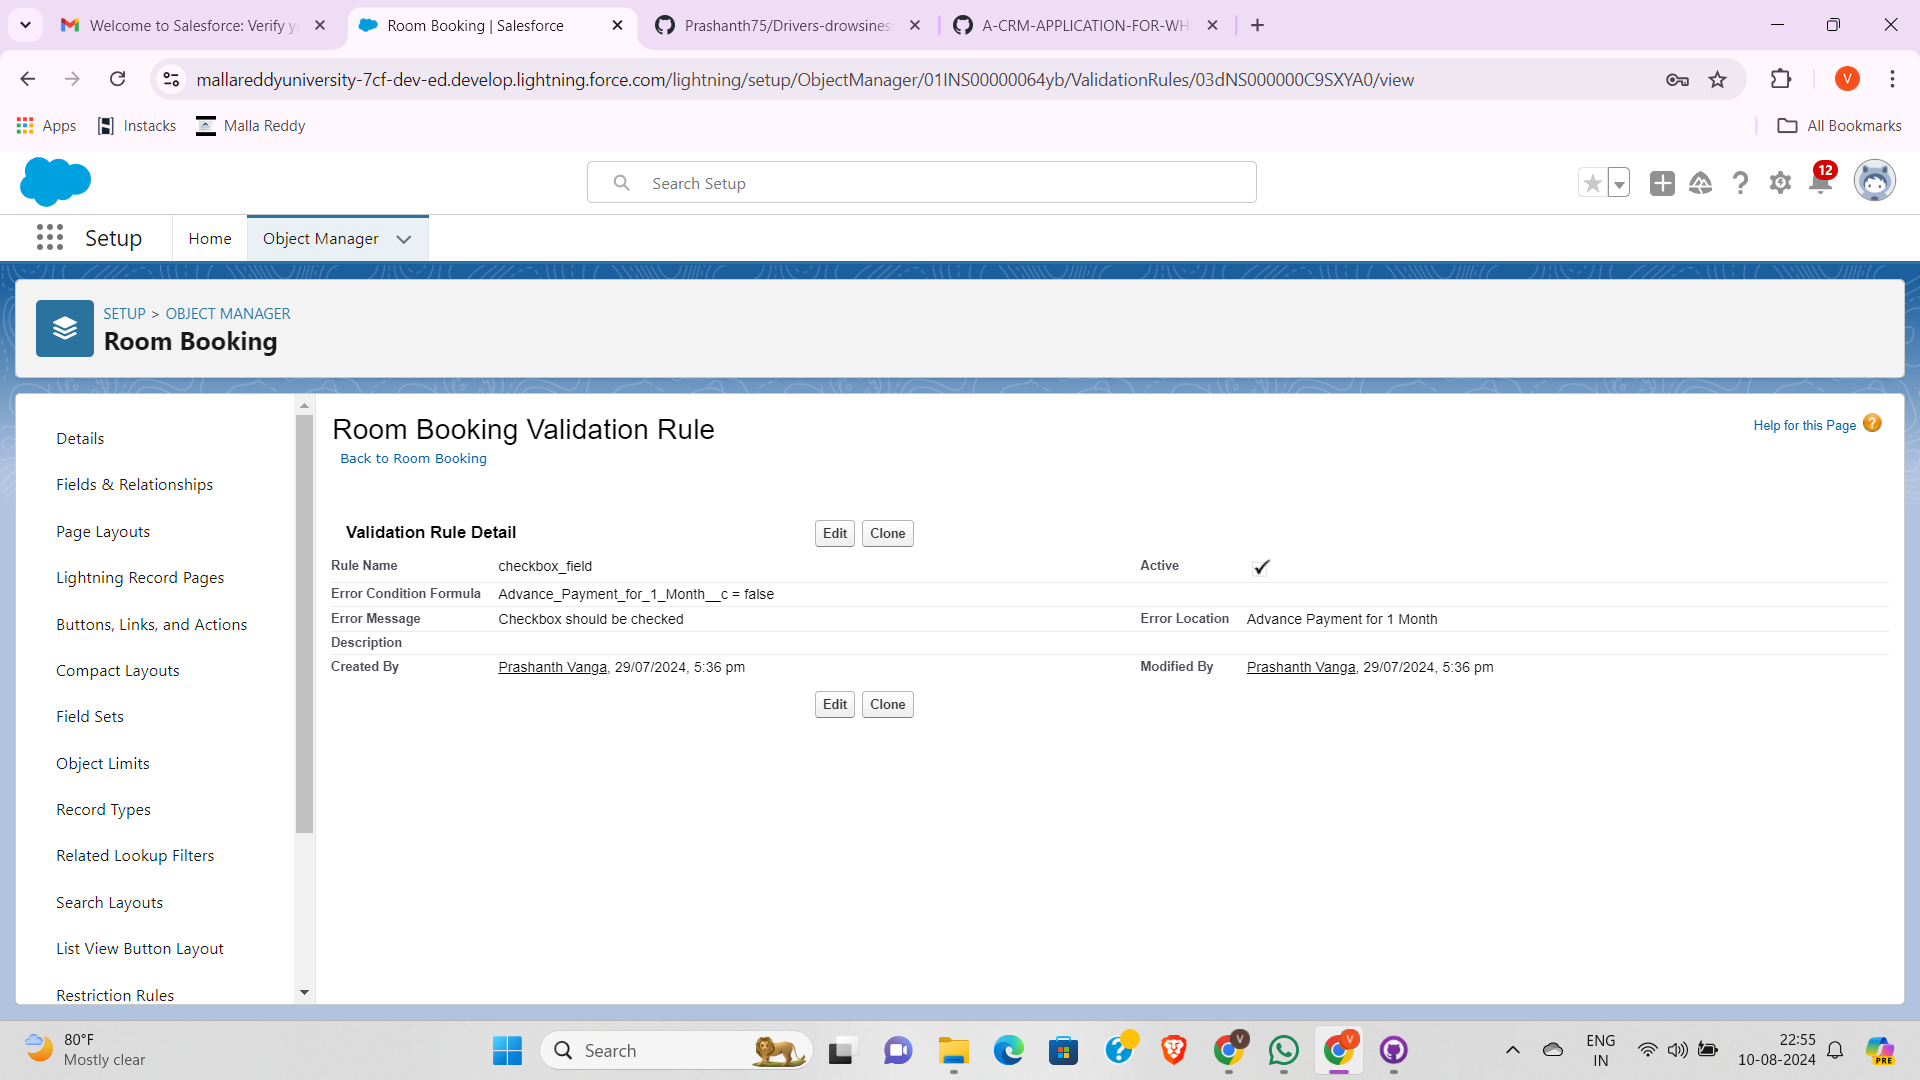 Welcome to Salesforce: Verify y
Room Booking | Salesforce
Prashanth75/Drivers-drowsines
A-CRM-APPLICATION-FOR-WH
mallareddyuniversity-7cf-dev-ed.develop.lightning.force.com/lightning/setup/ObjectManager/01INS00000064yb/ValidationRules/03dNS000000C9SXYA0/view
V
Apps
Instacks
Malla Reddy
All Bookmarks
Search Setup
12
Setup
Home
Object Manager
SETUP > OBJECT MANAGER
Room Booking
Details
Fields & Relationships
Page Layouts
Lightning Record Pages
Buttons, Links, and Actions
Compact Layouts
Field Sets
Object Limits
Record Types
Related Lookup Filters
Search Layouts
List View Button Layout
Restriction Rules
Room Booking Validation Rule
Back to Room Booking
Help for this Page ?
Validation Rule Detail
Edit Clone
Rule Name checkbox_field Active
Error Condition Formula Advance_Payment_for_1_Month__c = false
Error Message Checkbox should be checked Error Location Advance Payment for 1 Month
Description
Created By Prashanth Vanga, 29/07/2024, 5:36 pm Modified By Prashanth Vanga, 29/07/2024, 5:36 pm
Edit Clone
80°F
Mostly clear
Search
V
V
ENG
IN
22:55
10-08-2024
PRE